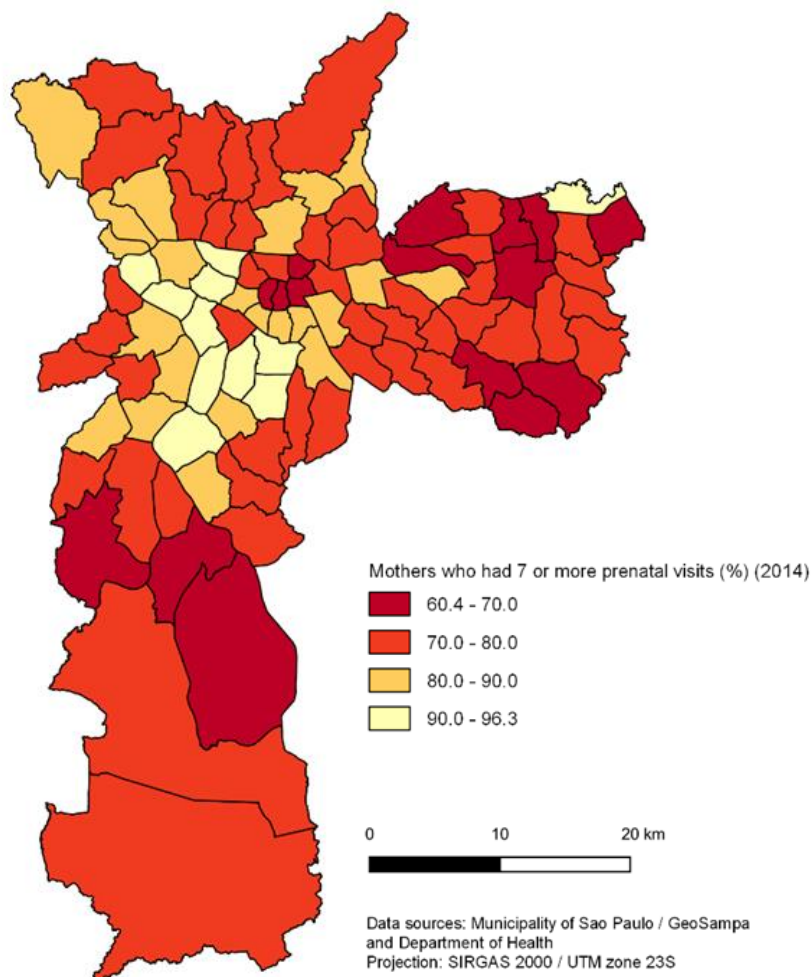 Mothers who had 7 or more prenatal visits (%) (2014)
60.4 - 70.0
70.0 - 80.0
80.0 - 90.0
90.0 - 96.3
0 10 20 km
Data sources: Municipality of Sao Paulo / GeoSampa
and Department of Health
Projection: SIRGAS 2000 / UTM zone 23S